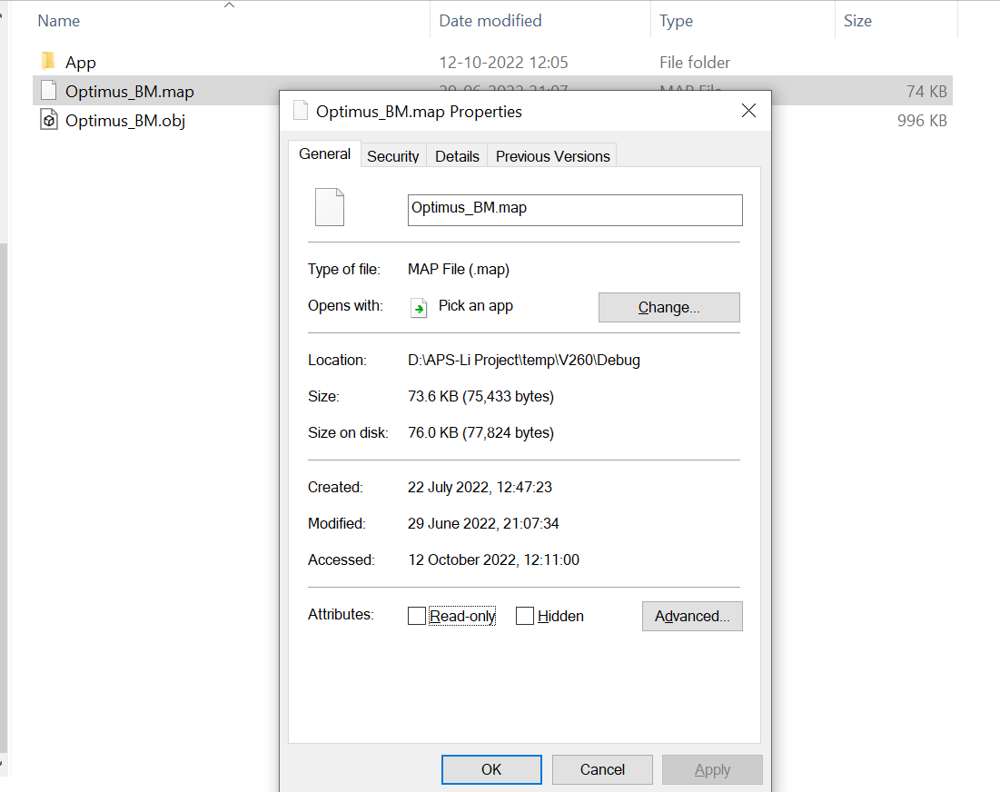 Name Date modified Type Size
App 12-10-2022 12:05 File folder
Optimus_BM.map 29-06-2022 21:07 MAP File 74 KB
Optimus_BM.obj 996 KB
Optimus_BM.map Properties
General Security Details Previous Versions
Optimus_BM.map
Type of file: MAP File (.map)
Opens with: Pick an app Change...
Location: D:\APS-Li Project\temp\V260\Debug
Size: 73.6 KB (75,433 bytes)
Size on disk: 76.0 KB (77,824 bytes)
Created: 22 July 2022, 12:47:23
Modified: 29 June 2022, 21:07:34
Accessed: 12 October 2022, 12:11:00
Attributes: Read-only Hidden Advanced...
OK Cancel Apply